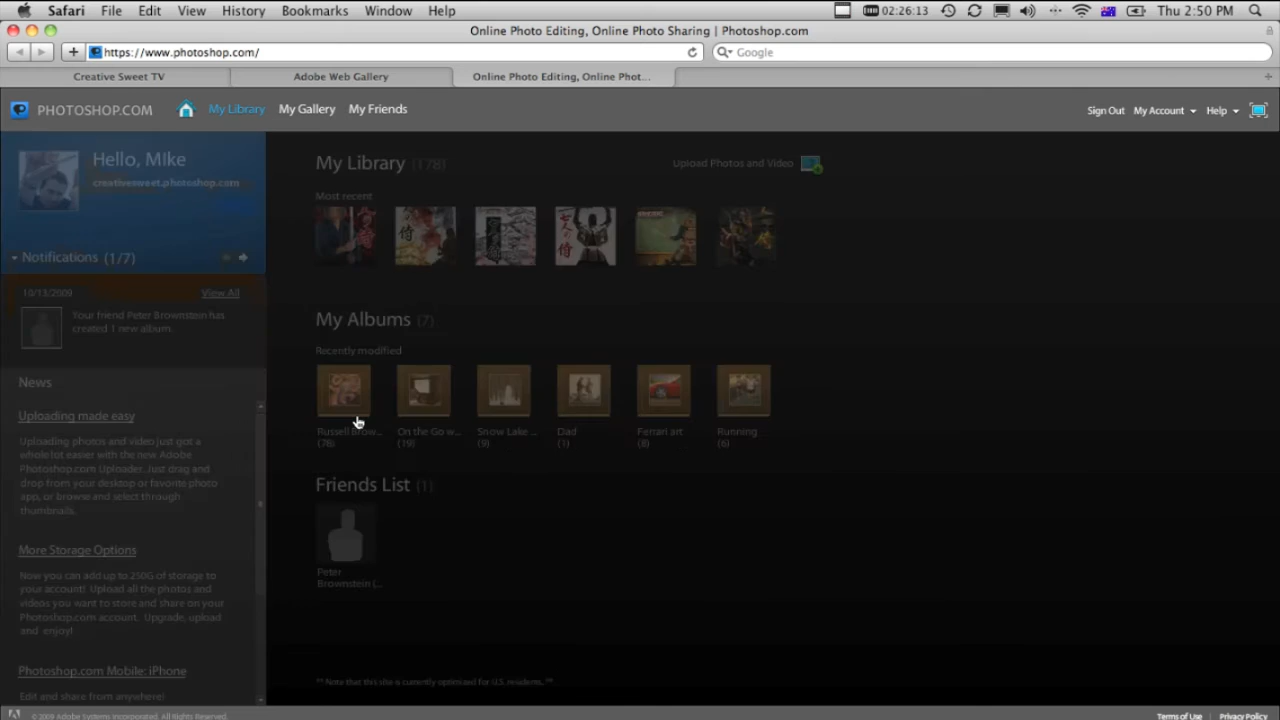 Safari File Edit View History Bookmarks Window Help 02:26:13 Thu 2:50 PM
Online Photo Editing, Online Photo Sharing | Photoshop.com
https://www.photoshop.com/ Google
Creative Sweet TV Adobe Web Gallery Online Photo Editing, Online Phot...
PHOTOSHOP.COM My Library My Gallery My Friends Sign Out My Account Help
Hello, MIke
creativesweet.photoshop.com
Notifications (1/7)
10/13/2009 View All
Your friend Peter Brownstein has
created 1 new album.
News
Uploading made easy
Uploading photos and video just got a
whole lot easier with the new Adobe
Photoshop.com Uploader. Just drag and
drop from your desktop or favorite photo
app, or browse and select through
thumbnails.
More Storage Options
Now you can add up to 250G of storage to
your account! Upload all the photos and
videos you want to store and share on your
Photoshop.com account. Upgrade, upload
and enjoy!
Photoshop.com Mobile: iPhone
Edit and share from anywhere!
My Library (178) Upload Photos and Video
Most recent
My Albums (7)
Recently modified
Russell Brow... On the Go w... Snow Lake ... Dad Ferrari art Running ...
(78) (19) (9) (1) (8) (6)
Friends List (1)
Peter
Brownstein (...
** Note that this site is currently optimized for U.S. residents. **
©2009 Adobe Systems Incorporated. All Rights Reserved. Terms of Use Privacy Policy